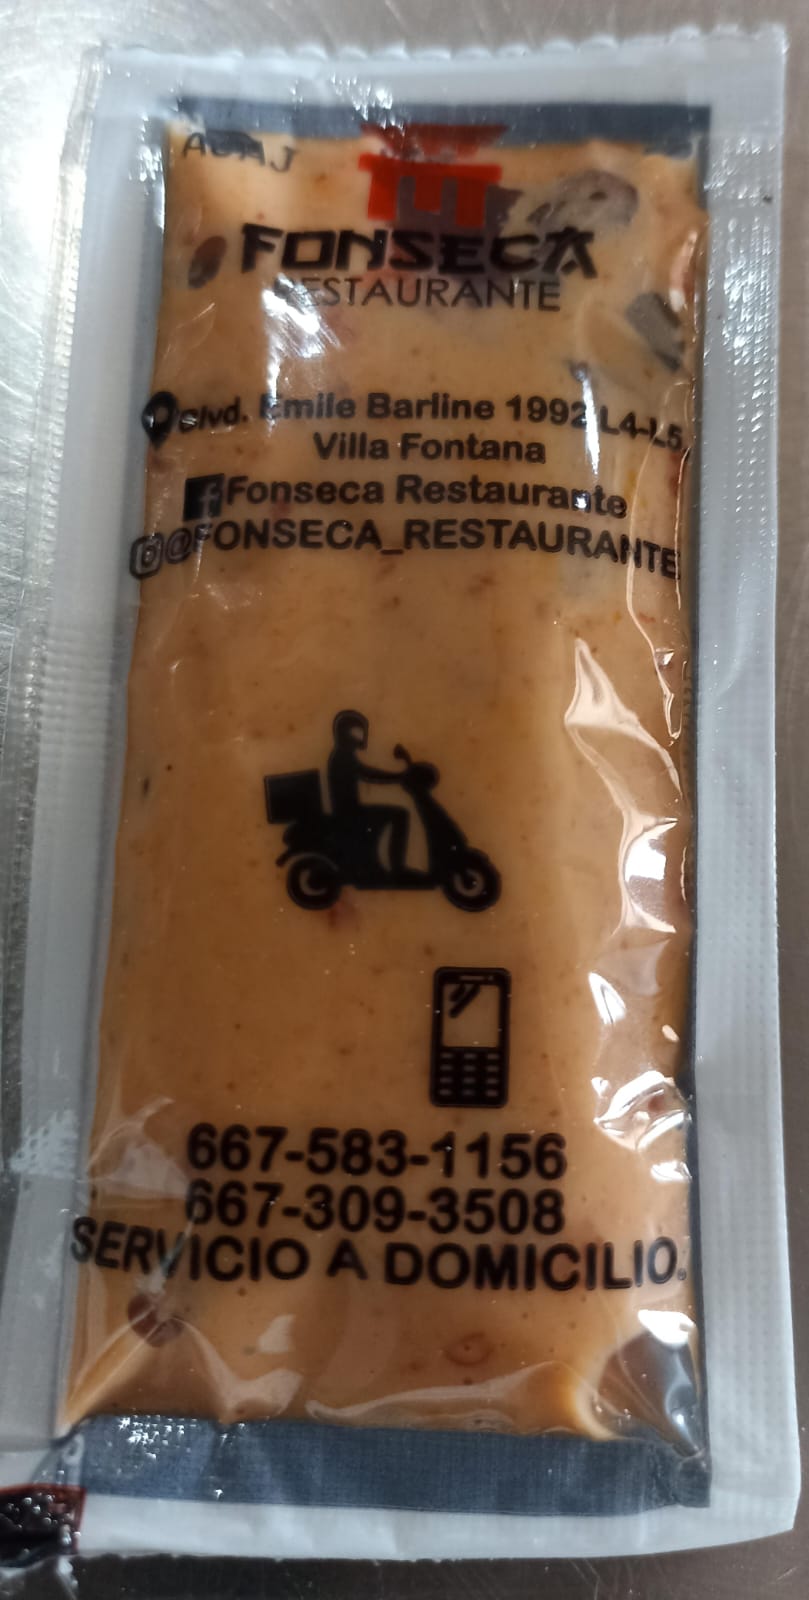 FONSECA
RESTAURANTE
Blvd. Emile Barline 1992 L4-L5
Villa Fontana
Fonseca Restaurante
@FONSECA_RESTAURANTE
667-583-1156
667-309-3508
SERVICIO A DOMICILIO.